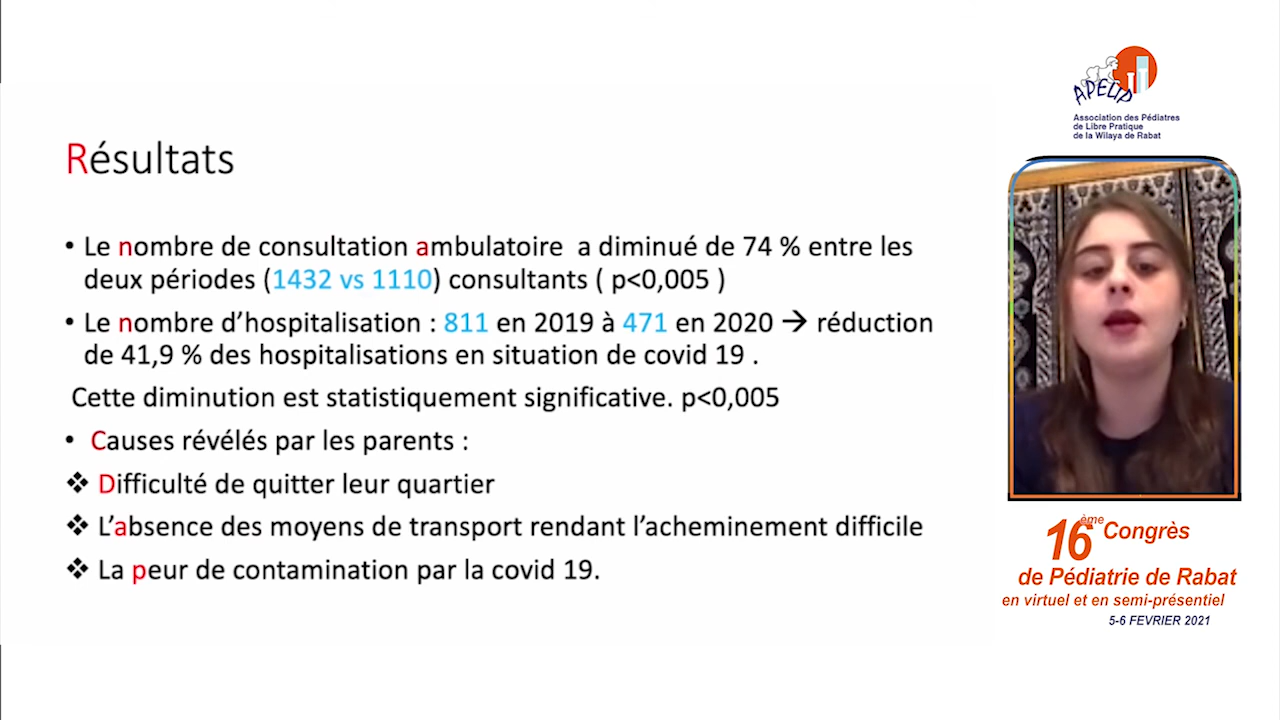 Résultats
• Le nombre de consultation ambulatoire a diminué de 74 % entre les
deux périodes (1432 vs 1110) consultants ( p<0,005 )
• Le nombre d’hospitalisation : 811 en 2019 à 471 en 2020 → réduction
de 41,9 % des hospitalisations en situation de covid 19 .
Cette diminution est statistiquement significative. p<0,005
• Causes révélés par les parents :
❖ Difficulté de quitter leur quartier
❖ L’absence des moyens de transport rendant l’acheminement difficile
❖ La peur de contamination par la covid 19.
APELIP
Association des Pédiatres
de Libre Pratique
de la Wilaya de Rabat
16ème Congrès
de Pédiatrie de Rabat
en virtuel et en semi-présentiel
5-6 FEVRIER 2021